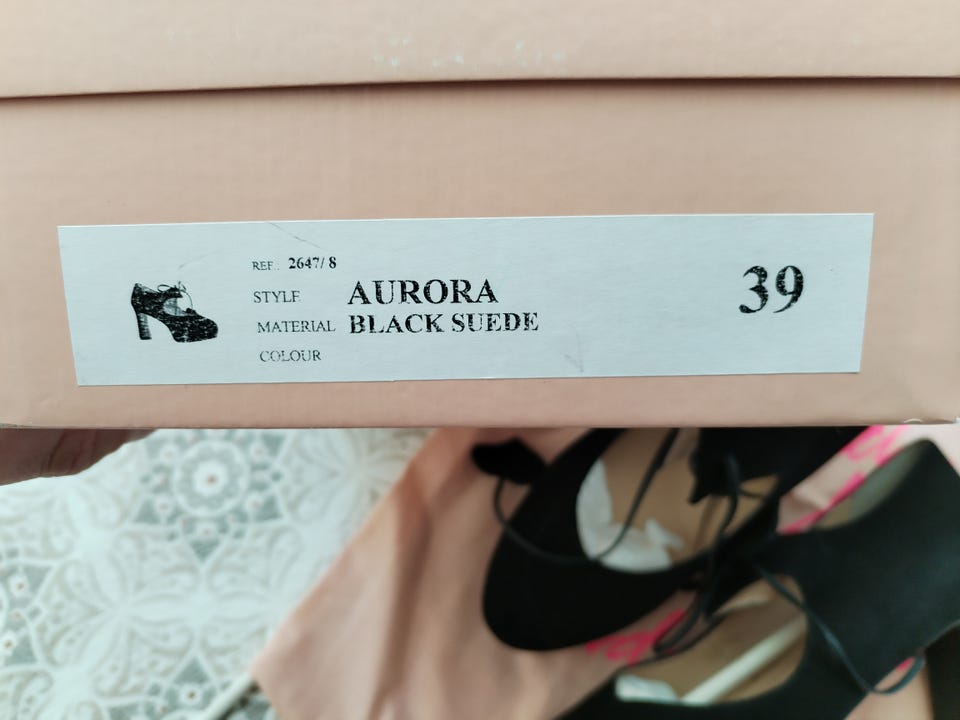 REF. 2647/ 8
STYLE AURORA
MATERIAL BLACK SUEDE
COLOUR
39